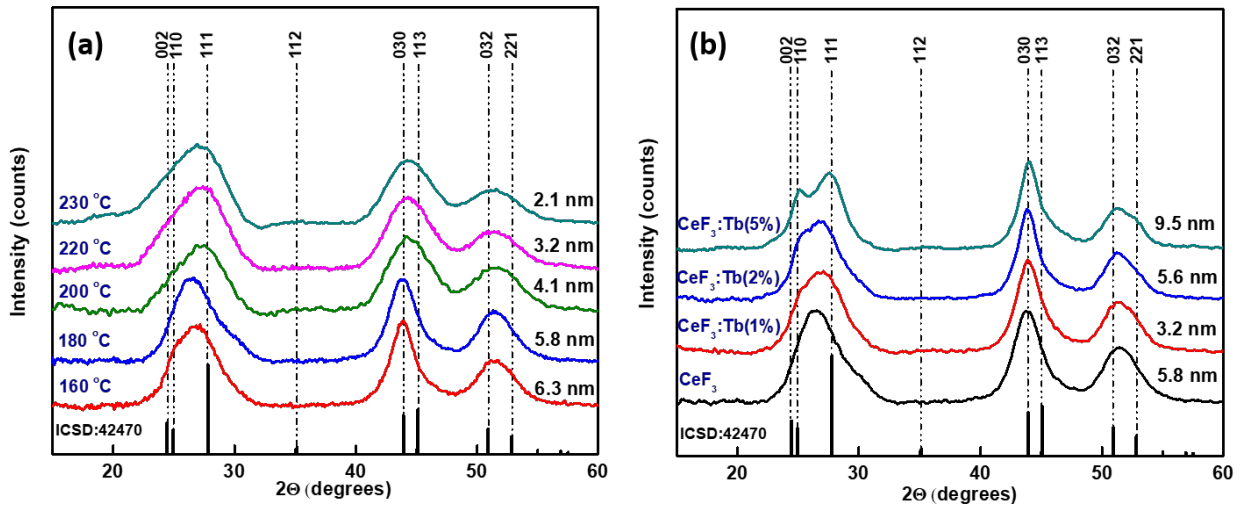 (a)
002
110
111
112
030
113
032
221
230 °C
2.1 nm
220 °C
3.2 nm
200 °C
4.1 nm
180 °C
5.8 nm
160 °C
6.3 nm
ICSD:42470
20 30 40 50 60
2Θ (degrees)
Intensity (counts)
(b)
002
110
111
112
030
113
032
221
CeF₃:Tb(5%)
9.5 nm
CeF₃:Tb(2%)
5.6 nm
CeF₃:Tb(1%)
3.2 nm
CeF₃
5.8 nm
ICSD:42470
20 30 40 50 60
2Θ (degrees)
Intensity (counts)